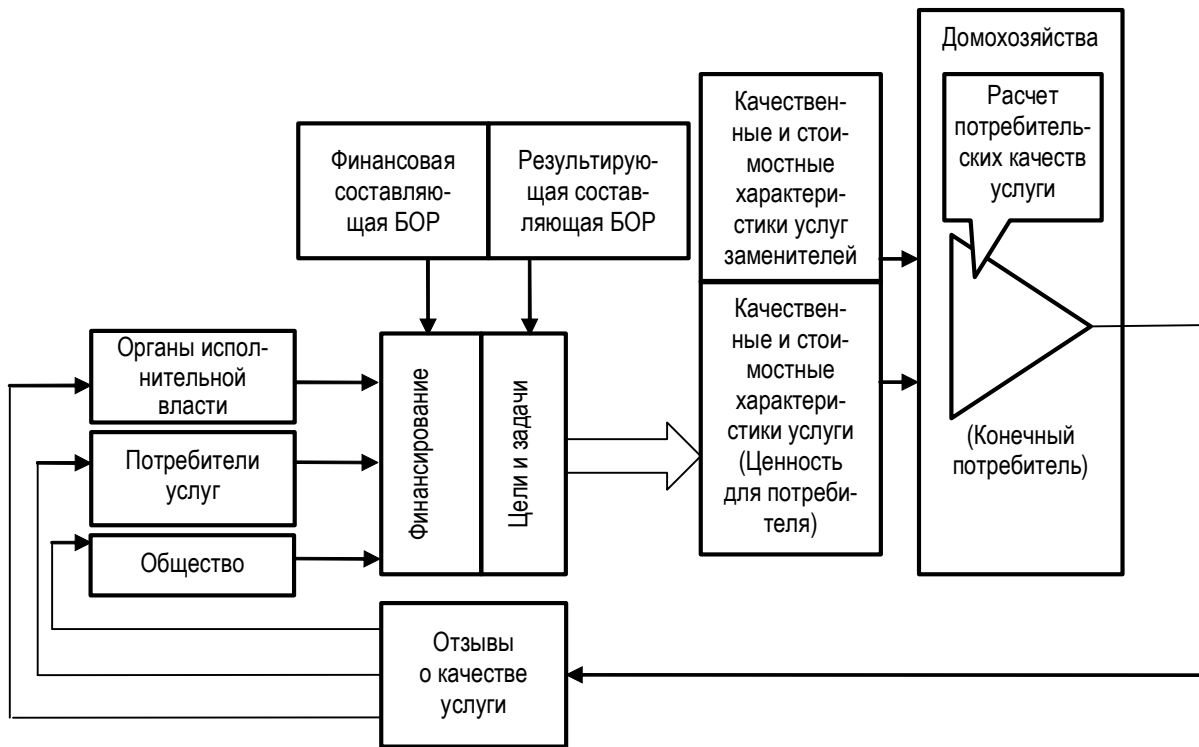 Домохозяйства
Расчет
потребитель-
ских качеств
услуги
(Конечный
потребитель)
Качествен-
ные и стои-
мостные
характери-
стики услуг
заменителей
Качествен-
ные и стои-
мостные
характери-
стики услуги
(Ценность
для потреби-
теля)
Финансовая
составляю-
щая БОР
Результирую-
щая состав-
ляющая БОР
Органы испол-
нительной
власти
Потребители
услуг
Общество
Финансирование
Цели и задачи
Отзывы
о качестве
услуги